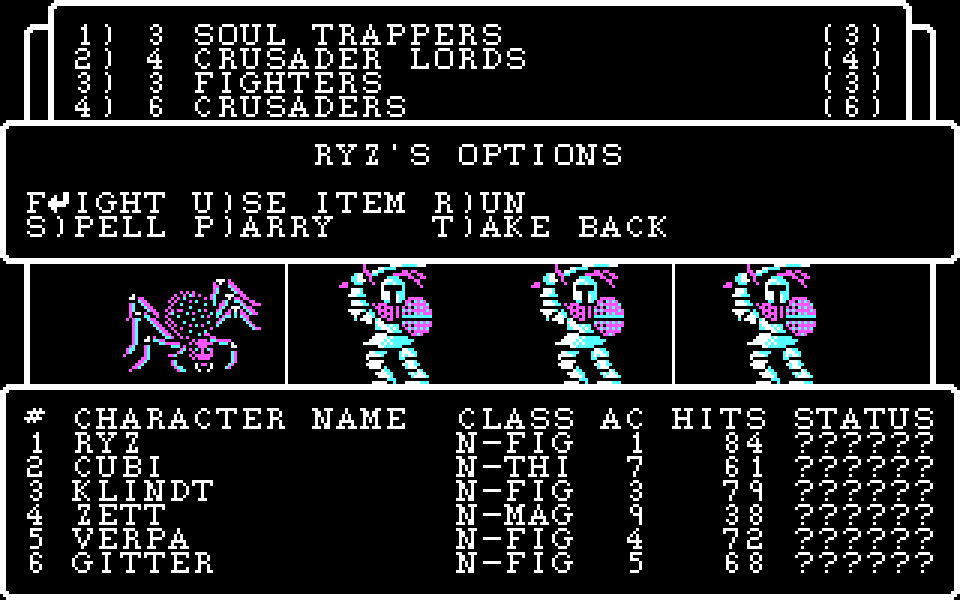 1) 3 SOUL TRAPPERS (3)
2) 4 CRUSADER LORDS (4)
3) 3 FIGHTERS (3)
4) 6 CRUSADERS (6)
RYZ'S OPTIONS
F↵IGHT U)SE ITEM R)UN
S)PELL P)ARRY T)AKE BACK
# CHARACTER NAME CLASS AC HITS STATUS
1 RYZ N-FIG 1 84 ??????
2 CUBI N-THI 7 61 ??????
3 KLINDT N-FIG 3 79 ??????
4 ZETT N-MAG 9 38 ??????
5 VERPA N-FIG 4 72 ??????
6 GITTER N-FIG 5 68 ??????